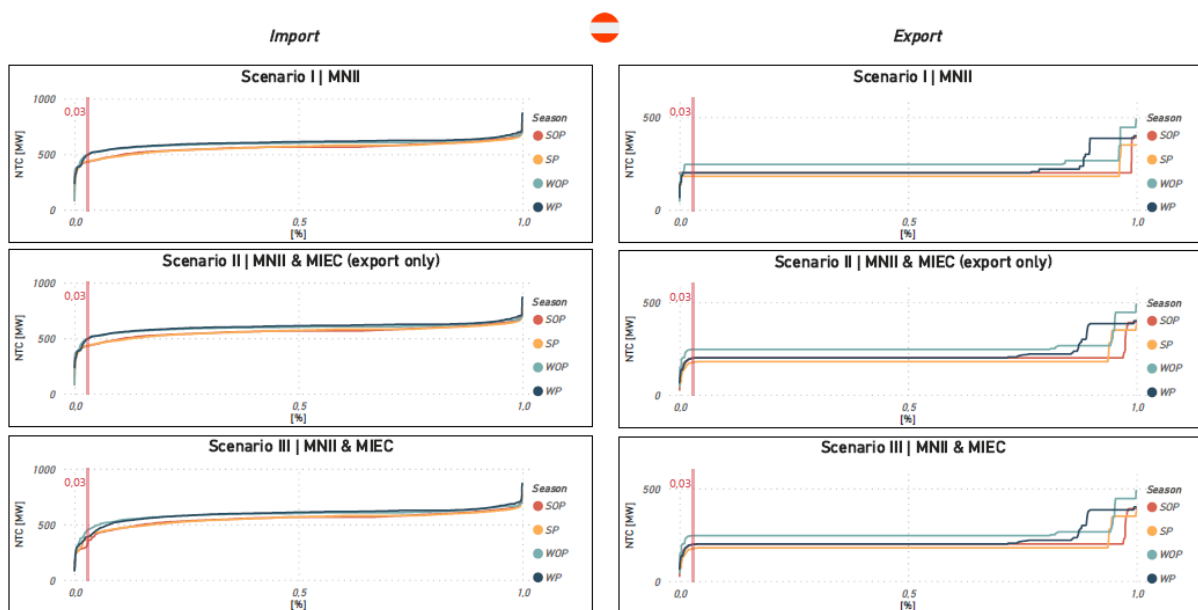 Import
Export
Scenario I | MNII
1000
0,03
500
0
NTC [MW]
0,0
0,5
1,0
[%]
Season
SOP
SP
WOP
WP
Scenario I | MNII
500
0,03
0
NTC [MW]
0,0
0,5
1,0
[%]
Season
SOP
SP
WOP
WP
Scenario II | MNII & MIEC (export only)
1000
0,03
500
0
NTC [MW]
0,0
0,5
1,0
[%]
Season
SOP
SP
WOP
WP
Scenario II | MNII & MIEC (export only)
500
0,03
0
NTC [MW]
0,0
0,5
1,0
[%]
Season
SOP
SP
WOP
WP
Scenario III | MNII & MIEC
1000
0,03
500
0
NTC [MW]
0,0
0,5
1,0
[%]
Season
SOP
SP
WOP
WP
Scenario III | MNII & MIEC
500
0,03
0
NTC [MW]
0,0
0,5
1,0
[%]
Season
SOP
SP
WOP
WP